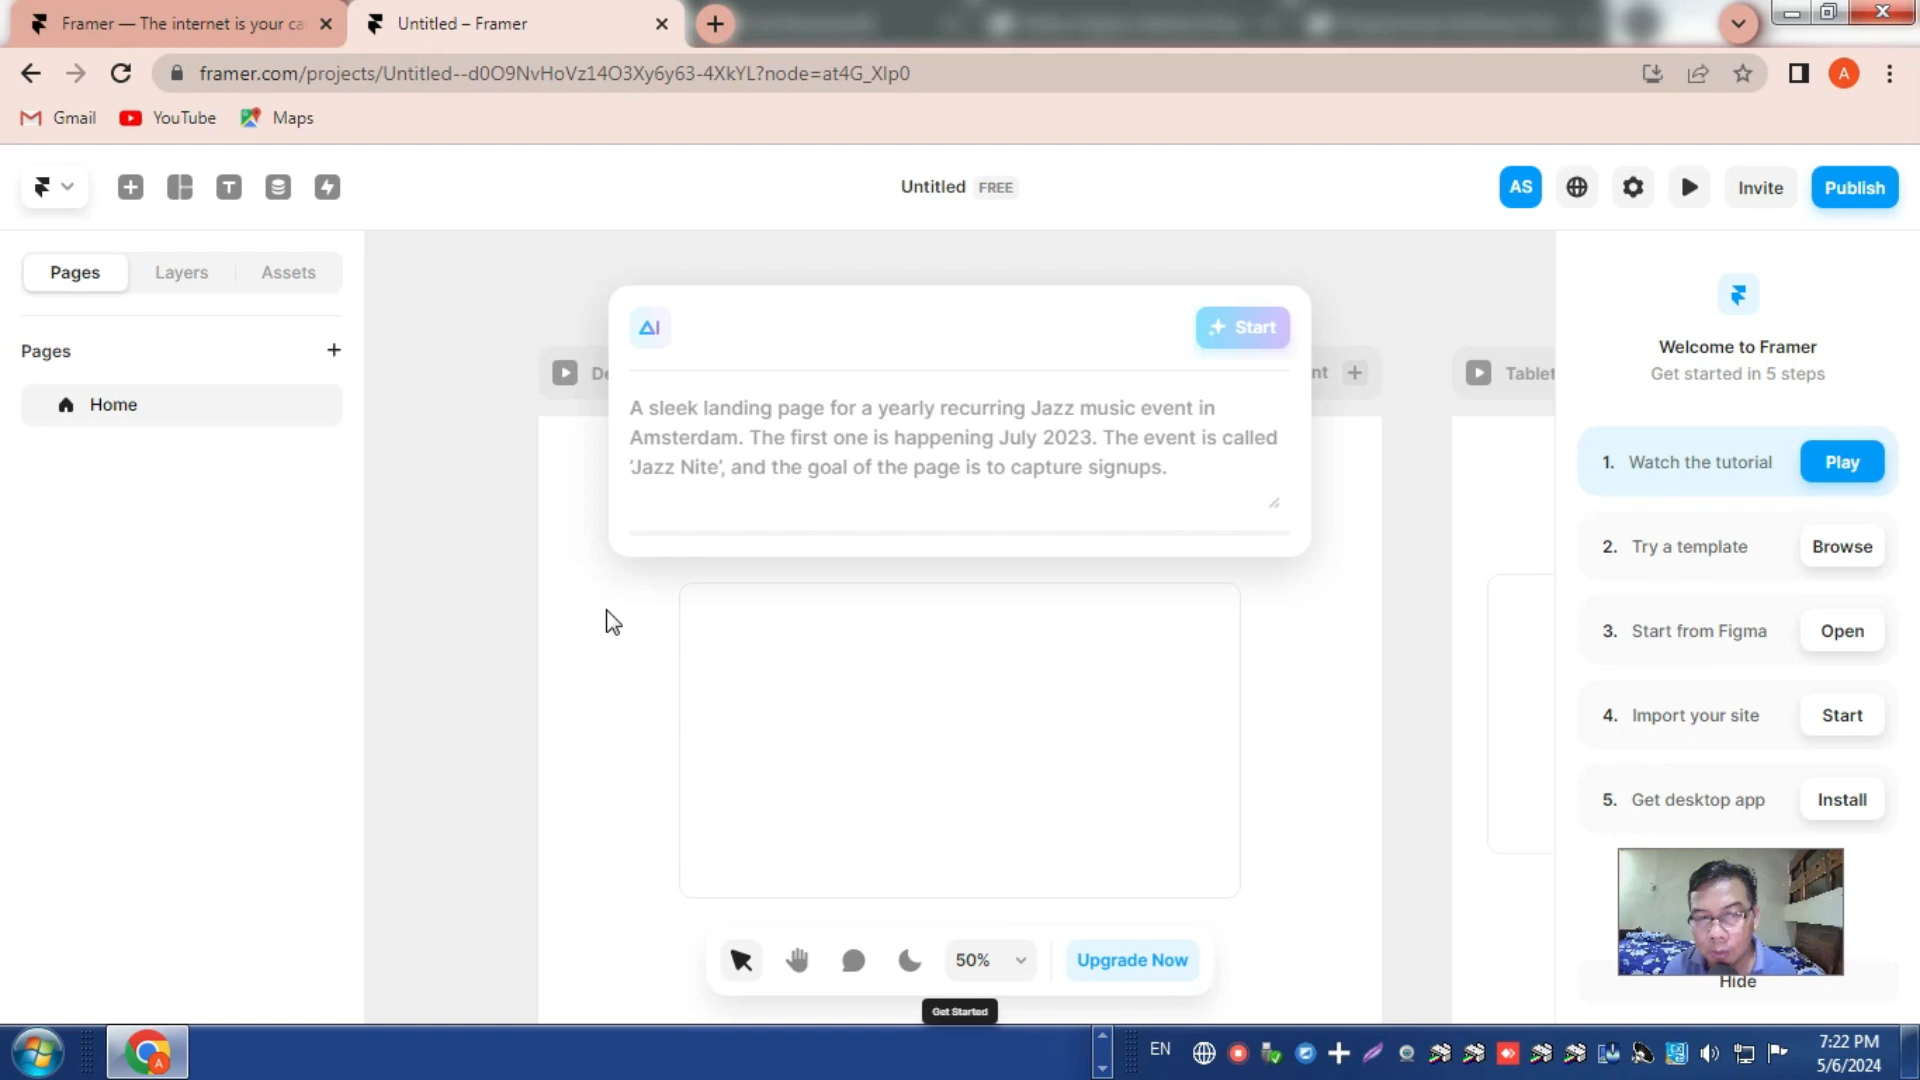 Framer — The internet is your ca
Untitled – Framer
framer.com/projects/Untitled--d0O9NvHoVz14O3Xy6y63-4XkYL?node=at4G_XIp0
A
Gmail
YouTube
Maps
Untitled FREE
AS
Invite
Publish
Pages
Layers
Assets
Pages
Home
AI
Start
De
nt
Tablet
A sleek landing page for a yearly recurring Jazz music event in
Amsterdam. The first one is happening July 2023. The event is called
‘Jazz Nite’, and the goal of the page is to capture signups.
Welcome to Framer
Get started in 5 steps
1. Watch the tutorial Play
2. Try a template Browse
3. Start from Figma Open
4. Import your site Start
5. Get desktop app Install
Hide
50%
Upgrade Now
Get Started
A
EN
7:22 PM
5/6/2024